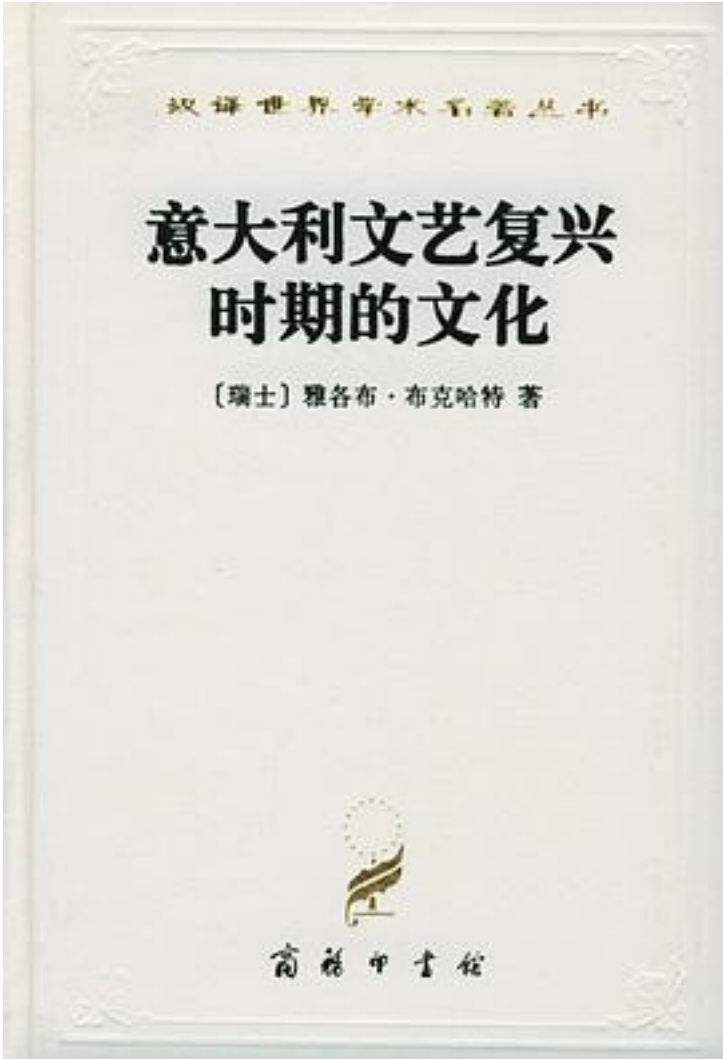 汉译世界学术名著丛书
意大利文艺复兴
时期的文化
〔瑞士〕雅各布·布克哈特 著
商务印书馆